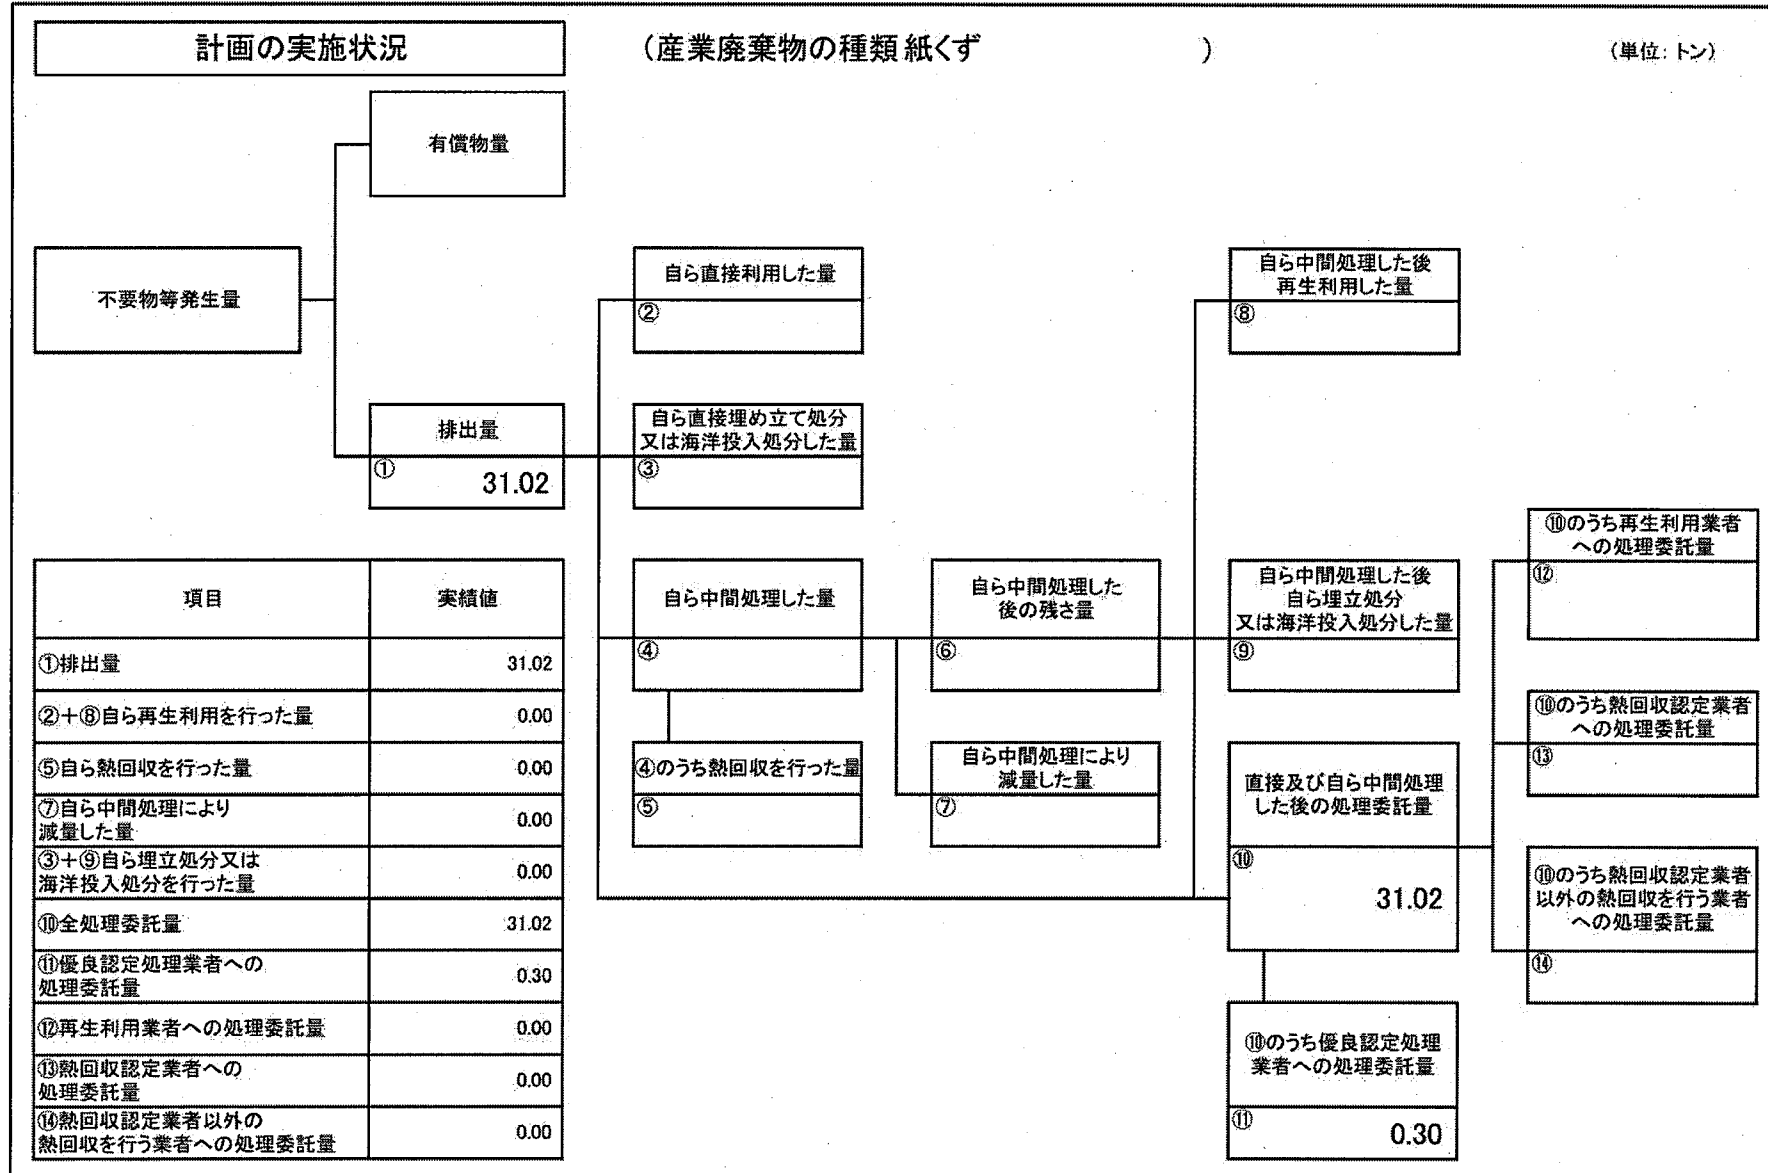 計画の実施状況
(産業廃棄物の種類 紙くず )
(単位: トン)
有償物量
不要物等発生量
自ら直接利用した量
②
自ら中間処理した後
再生利用した量
⑧
排出量
①
31.02
自ら直接埋め立て処分
又は海洋投入処分した量
③
項目 実績値
①排出量 31.02
②+⑧自ら再生利用を行った量 0.00
⑤自ら熱回収を行った量 0.00
⑦自ら中間処理により
減量した量 0.00
③+⑨自ら埋立処分又は
海洋投入処分を行った量 0.00
⑩全処理委託量 31.02
⑪優良認定処理業者への
処理委託量 0.30
⑫再生利用業者への処理委託量 0.00
⑬熱回収認定業者への
処理委託量 0.00
⑭熱回収認定業者以外の
熱回収を行う業者への処理委託量 0.00
自ら中間処理した量
④
④のうち熱回収を行った量
⑤
自ら中間処理した
後の残さ量
⑥
自ら中間処理により
減量した量
⑦
自ら中間処理した後
自ら埋立処分
又は海洋投入処分した量
⑨
直接及び自ら中間処理
した後の処理委託量
⑩
31.02
⑩のうち優良認定処理
業者への処理委託量
⑪
0.30
⑩のうち再生利用業者
への処理委託量
⑫
⑩のうち熱回収認定業者
への処理委託量
⑬
⑩のうち熱回収認定業者
以外の熱回収を行う業者
への処理委託量
⑭